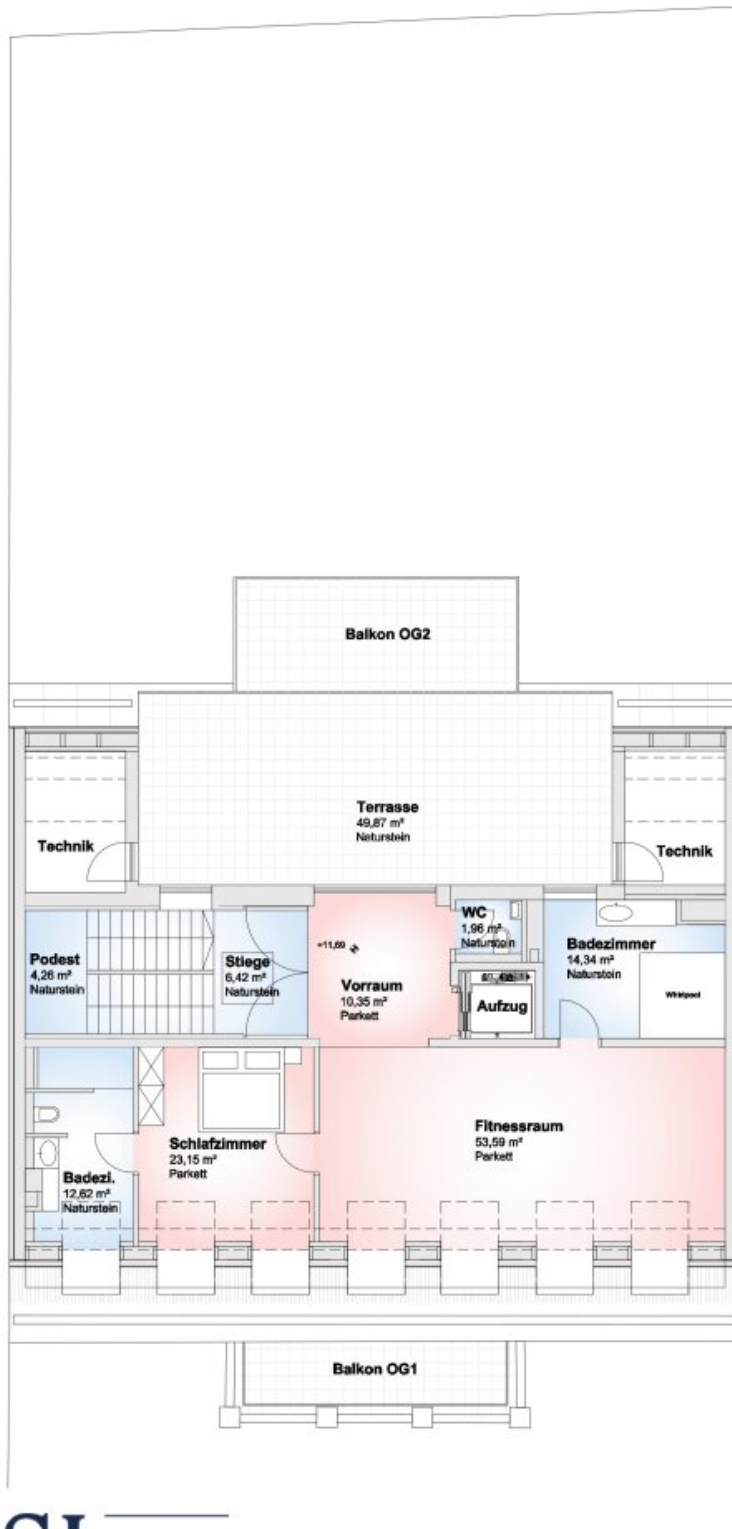 Balkon OG2
Terrasse
49,87 m²
Naturstein
Technik
Technik
Podest
4,26 m²
Naturstein
Stiege
6,42 m²
Naturstein
+11,69
Vorraum
10,35 m²
Parkett
WC
1,96 m²
Naturstein
Aufzug
Badezimmer
14,34 m²
Naturstein
Whirlpool
Schlafzimmer
23,15 m²
Parkett
Fitnessraum
53,59 m²
Parkett
Badezi.
12,62 m²
Naturstein
Balkon OG1